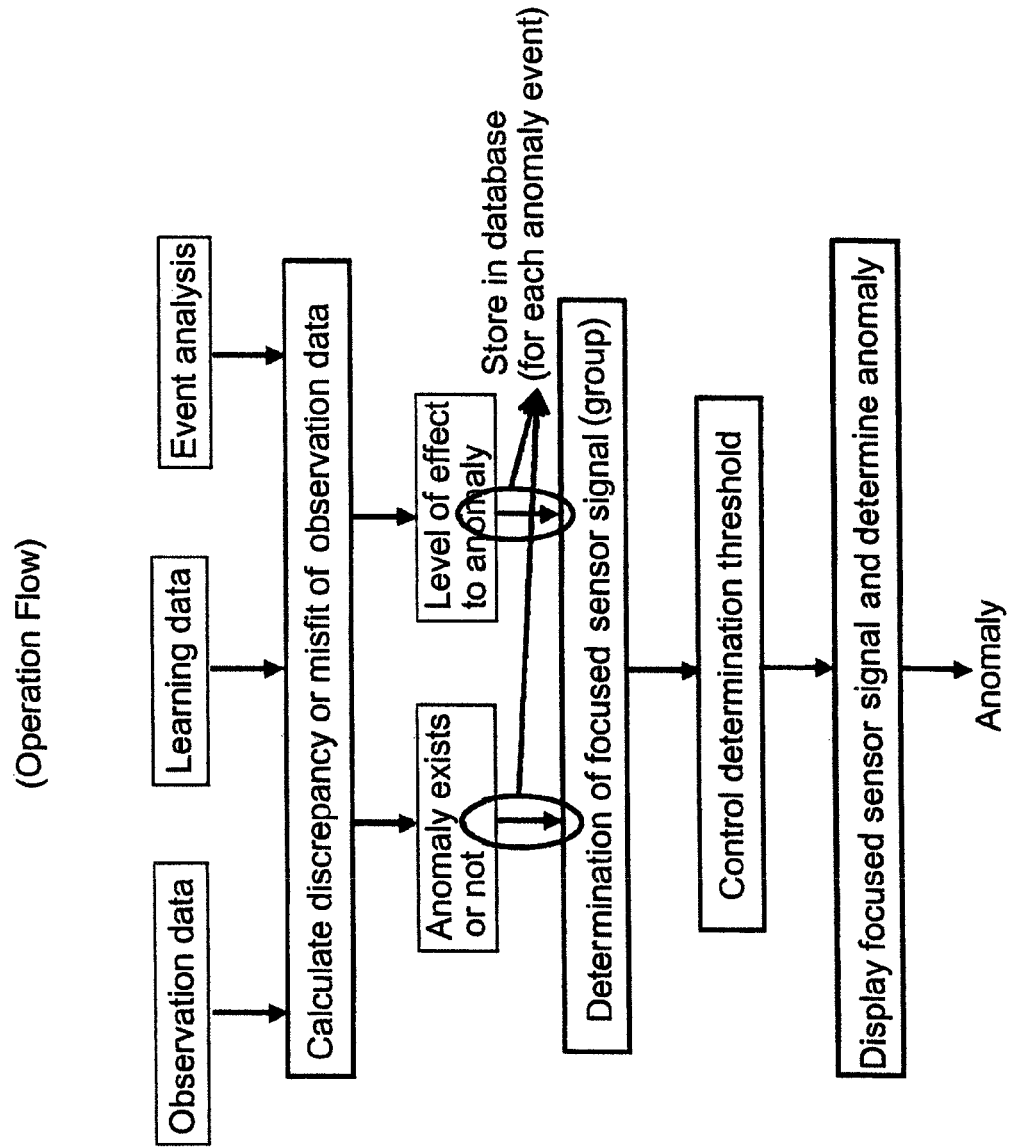 (Operation Flow)
Observation data
Learning data
Event analysis
Calculate discrepancy or misfit of observation data
Anomaly exists
or not
Level of effect
to anomaly
Store in database
(for each anomaly event)
Determination of focused sensor signal (group)
Control determination threshold
Display focused sensor signal and determine anomaly
Anomaly